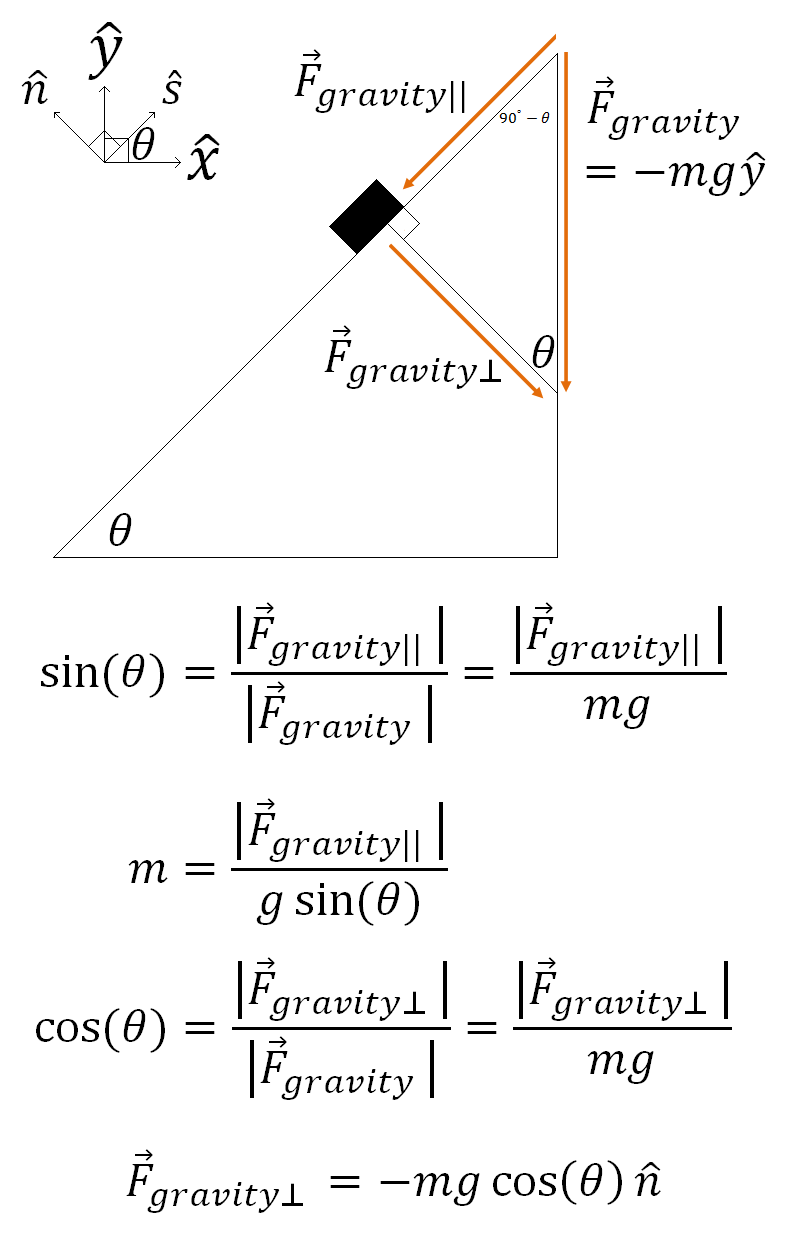 ŷ
n̂ ŝ
θ x̂
F⃗gravity||
90° − θ
F⃗gravity
= −mgŷ
F⃗gravity⊥
θ
θ
sin(θ) = |F⃗gravity|| | / |F⃗gravity | = |F⃗gravity|| | / mg
m = |F⃗gravity|| | / g sin(θ)
cos(θ) = |F⃗gravity⊥ | / |F⃗gravity | = |F⃗gravity⊥ | / mg
F⃗gravity⊥ = −mg cos(θ) n̂